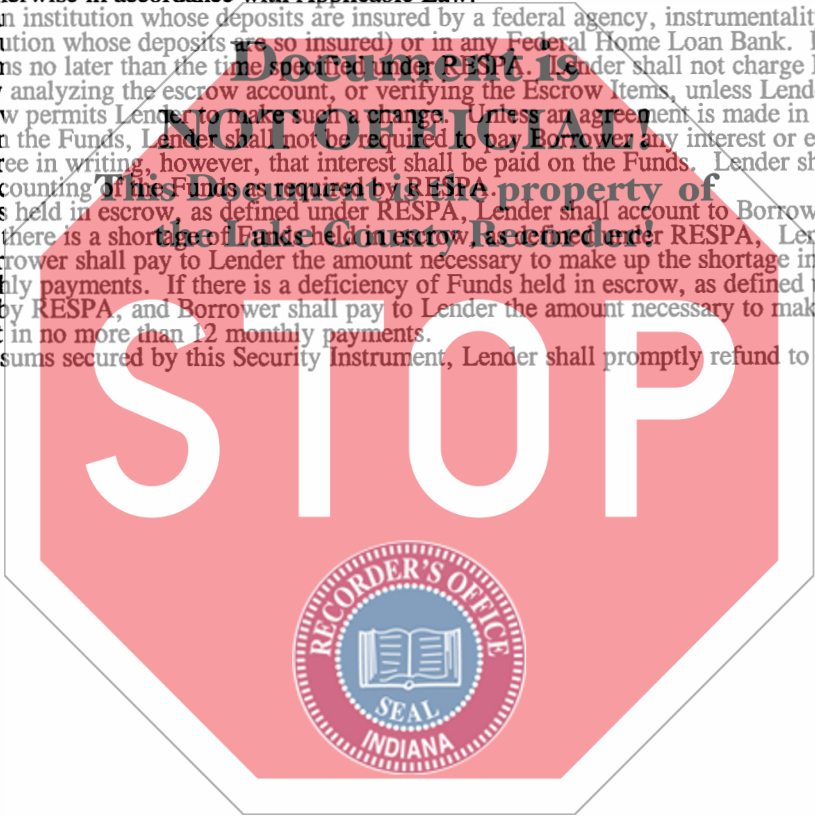 erwise in accordance with Applicable Law.
n institution whose deposits are insured by a federal agency, instrumentalit
ution whose deposits are so insured) or in any Federal Home Loan Bank.
ns no later than the time specified under RESPA. Lender shall not charge
analyzing the escrow account, or verifying the Escrow Items, unless Lend
w permits Lender to make such a change. Unless an agreement is made in
n the Funds, Lender shall not be required to pay Borrower any interest or e
ree in writing, however, that interest shall be paid on the Funds. Lender sh
counting of the Funds as required by RESPA.
s held in escrow, as defined under RESPA, Lender shall account to Borrow
there is a shortage of Funds held in escrow, as defined under RESPA, Len
rower shall pay to Lender the amount necessary to make up the shortage in
ly payments. If there is a deficiency of Funds held in escrow, as defined
by RESPA, and Borrower shall pay to Lender the amount necessary to mak
in no more than 12 monthly payments.
sums secured by this Security Instrument, Lender shall promptly refund to
Document is
NOT OFFICIAL!
This Document is the property of
the Lake County Recorder!
STOP
RECORDER'S OFFICE
SEAL
INDIANA